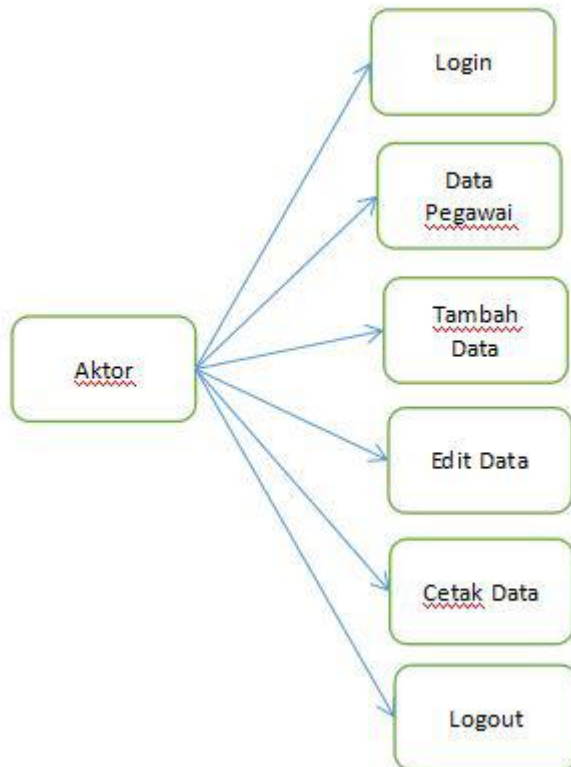 Login
Data
Pegawai
Tambah
Data
Aktor
Edit Data
Cetak Data
Logout